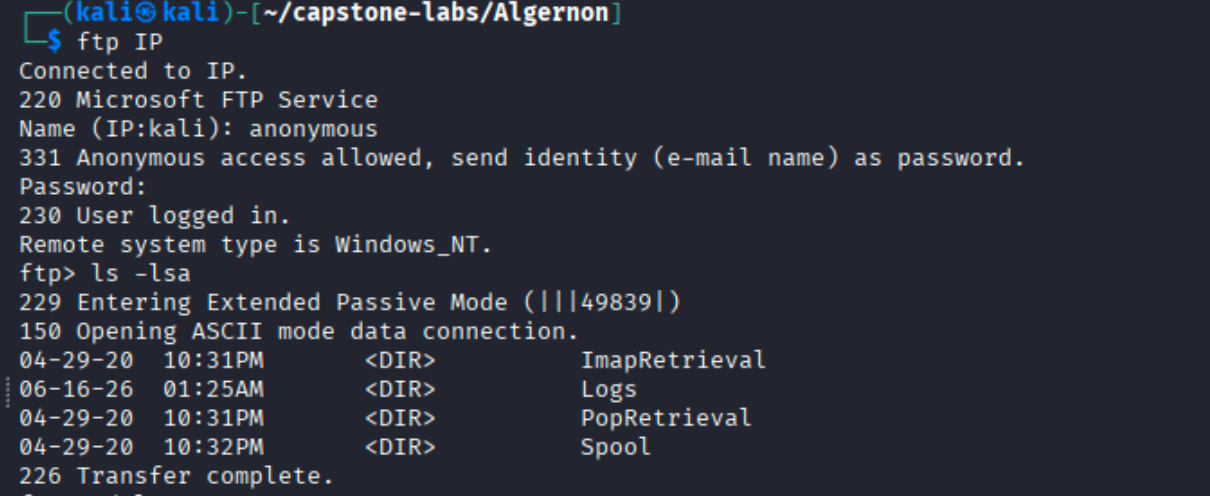 ┌──(kali㉿kali)-[~/capstone-labs/Algernon]
└─$ ftp IP
Connected to IP.
220 Microsoft FTP Service
Name (IP:kali): anonymous
331 Anonymous access allowed, send identity (e-mail name) as password.
Password:
230 User logged in.
Remote system type is Windows_NT.
ftp> ls -lsa
229 Entering Extended Passive Mode (|||49839|)
150 Opening ASCII mode data connection.
04-29-20  10:31PM       <DIR>          ImapRetrieval
06-16-26  01:25AM       <DIR>          Logs
04-29-20  10:31PM       <DIR>          PopRetrieval
04-29-20  10:32PM       <DIR>          Spool
226 Transfer complete.